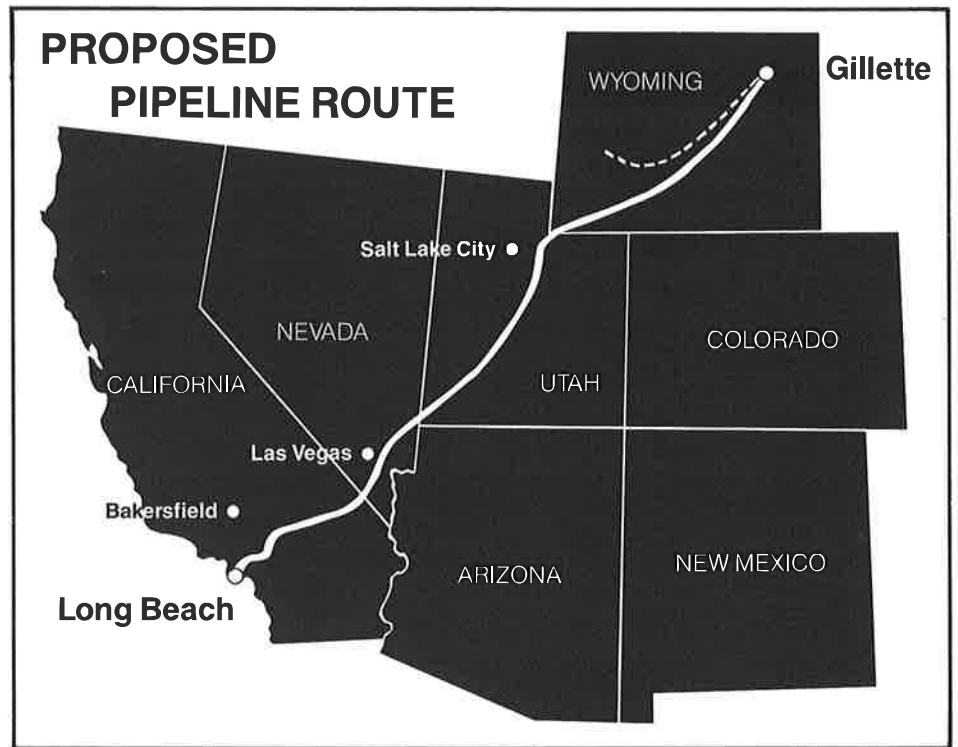 PROPOSED
PIPELINE ROUTE
WYOMING
Gillette
Salt Lake City
NEVADA
COLORADO
CALIFORNIA
UTAH
Las Vegas
Bakersfield
ARIZONA
NEW MEXICO
Long Beach